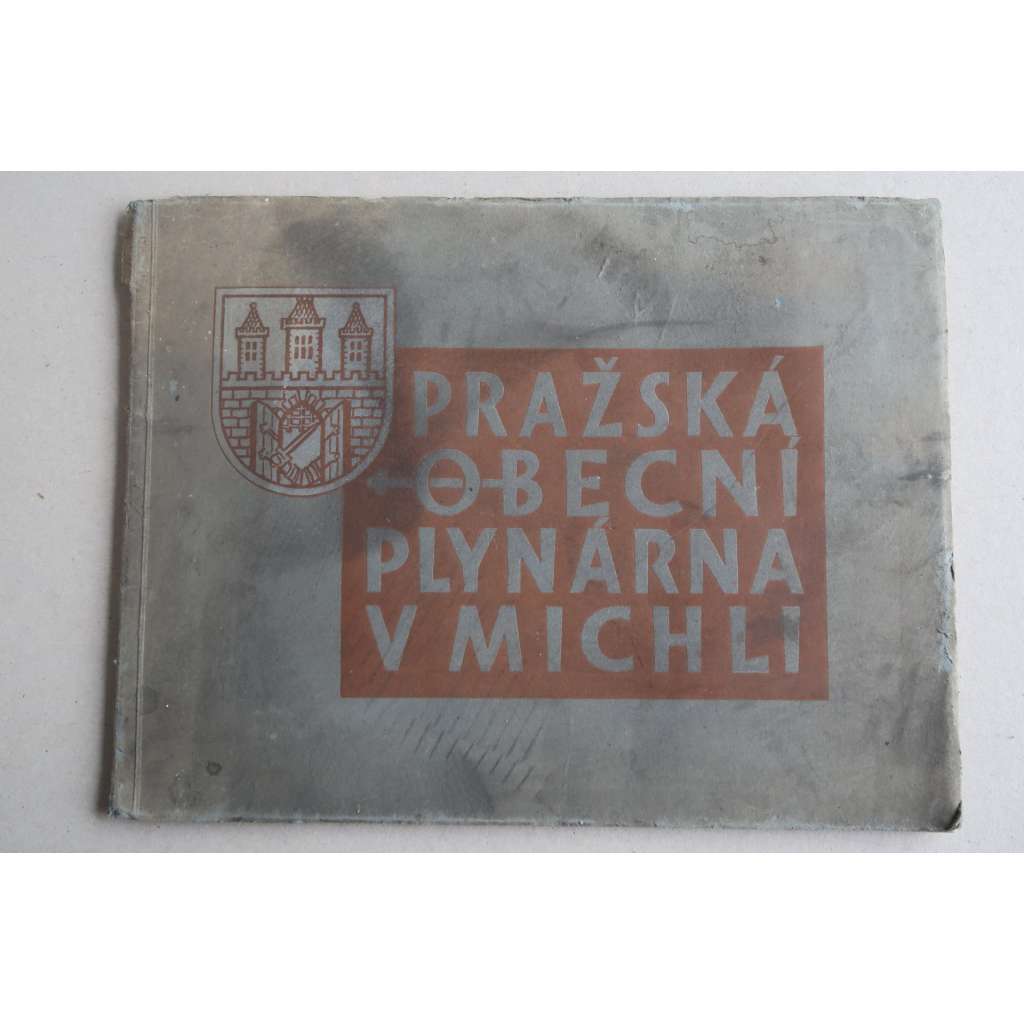 PRAŽSKÁ
OBECNÍ
PLYNÁRNA
V MICHLI